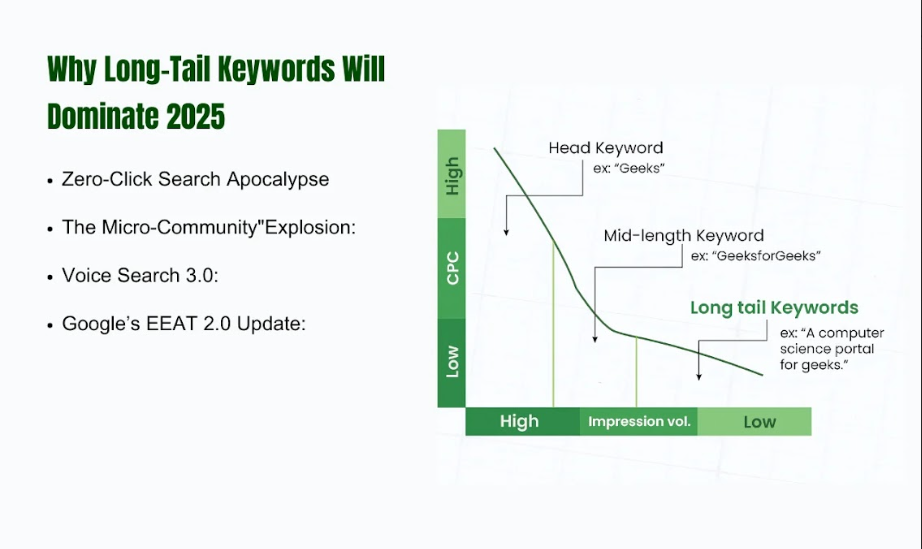 Why Long-Tail Keywords Will
Dominate 2025
• Zero-Click Search Apocalypse
• The Micro-Community"Explosion:
• Voice Search 3.0:
• Google’s EEAT 2.0 Update:
High
CPC
Low
Head Keyword
ex: “Geeks”
Mid-length Keyword
ex: “GeeksforGeeks”
Long tail Keywords
ex: “A computer
science portal
for geeks.”
High
Impression vol.
Low